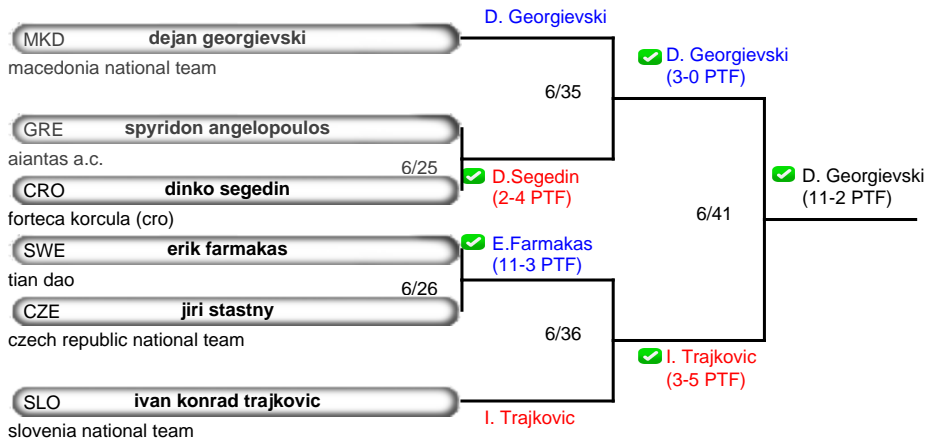 D. Georgievski
MKD dejan georgievski
macedonia national team
D. Georgievski
(3-0 PTF)
6/35
GRE spyridon angelopoulos
aiantas a.c.
6/25
D.Segedin
(2-4 PTF)
CRO dinko segedin
forteca korcula (cro)
D. Georgievski
(11-2 PTF)
6/41
SWE erik farmakas
tian dao
E.Farmakas
(11-3 PTF)
6/26
CZE jiri stastny
czech republic national team
6/36
I. Trajkovic
(3-5 PTF)
SLO ivan konrad trajkovic
slovenia national team
I. Trajkovic